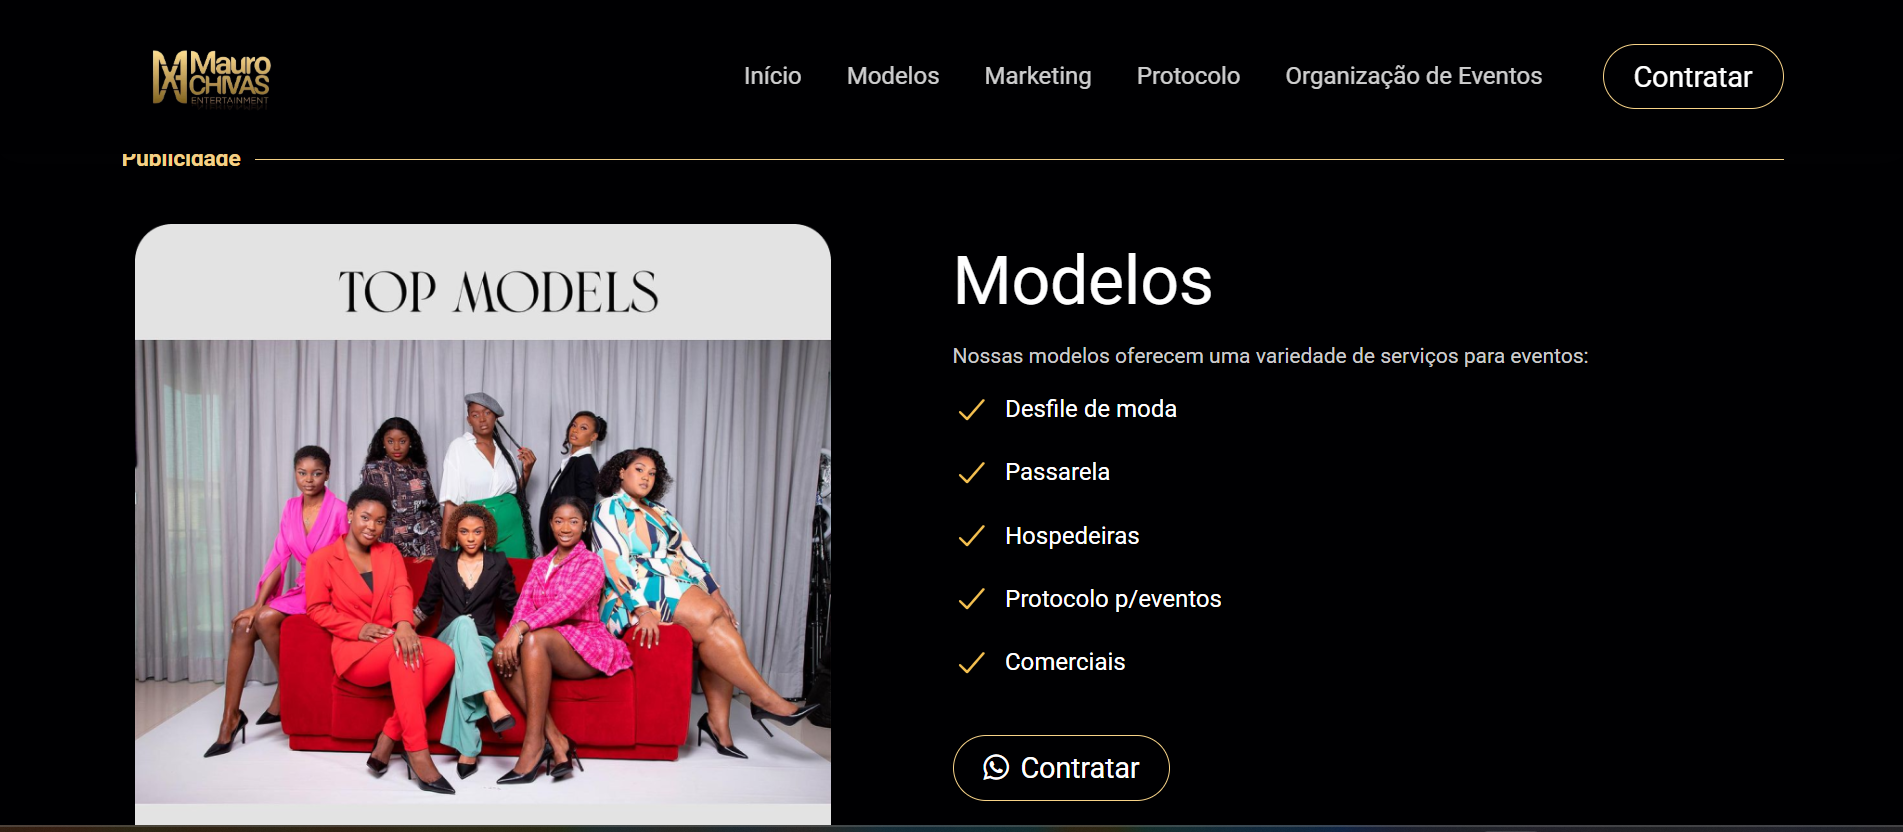 Mauro
CHIVAS
ENTERTAINMENT
Início
Modelos
Marketing
Protocolo
Organização de Eventos
Contratar
Publicidade
TOP MODELS
Modelos
Nossas modelos oferecem uma variedade de serviços para eventos:
Desfile de moda
Passarela
Hospedeiras
Protocolo p/eventos
Comerciais
Contratar